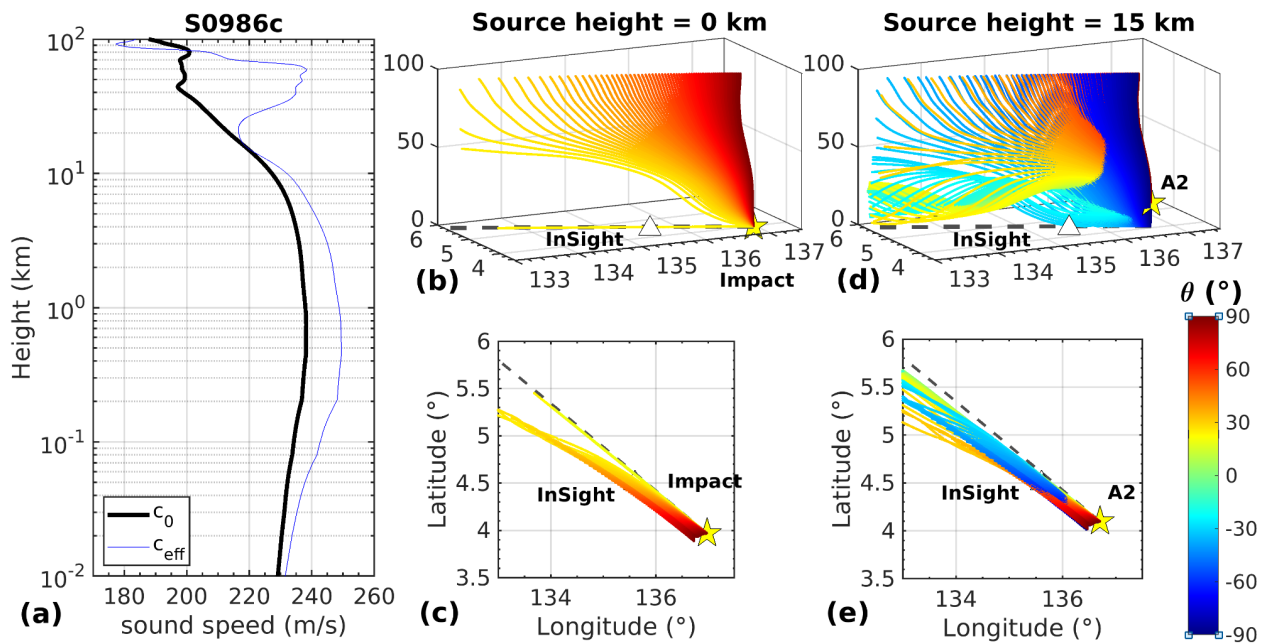 S0986c
10²
10¹
10⁰
10⁻¹
10⁻²
Height (km)
180
200
220
240
260
sound speed (m/s)
c₀
c_eff
(a)
Source height = 0 km
100
50
0
6
5
4
133
134
135
136
137
InSight
Impact
(b)
Source height = 15 km
100
50
0
6
5
4
133
134
135
136
137
InSight
A2
(d)
6
5.5
5
4.5
4
3.5
Latitude (°)
134
136
Longitude (°)
InSight
Impact
(c)
6
5.5
5
4.5
4
3.5
Latitude (°)
134
136
Longitude (°)
InSight
A2
(e)
θ (°)
90
60
30
0
-30
-60
-90